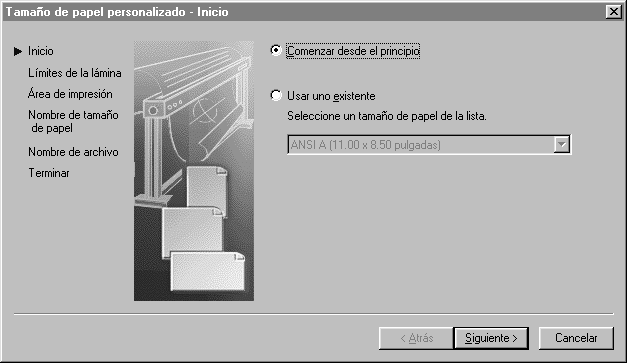 Tamaño de papel personalizado - Inicio
Inicio
Límites de la lámina
Área de impresión
Nombre de tamaño
de papel
Nombre de archivo
Terminar
Comenzar desde el principio
Usar uno existente
Seleccione un tamaño de papel de la lista.
ANSI A (11.00 x 8.50 pulgadas)
< Atrás
Siguiente >
Cancelar